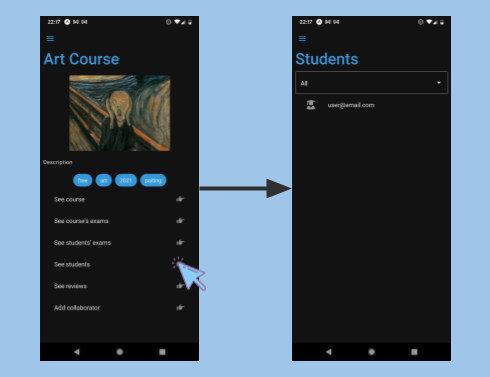 22:17
Art Course
Description
free art 2021 paiting
See course
See course's exams
See students' exams
See students
See reviews
Add collaborator
22:17
Students
All
user@email.com